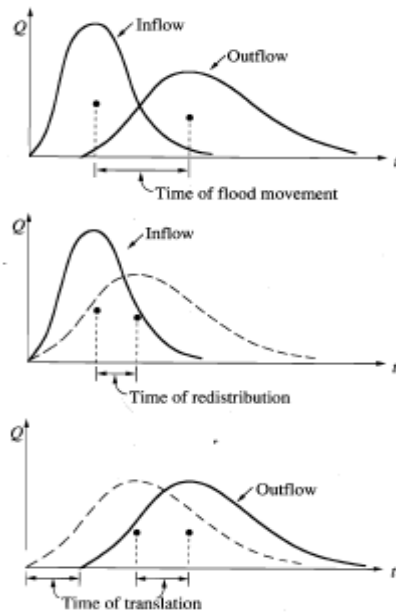 Q
Inflow
Outflow
t
Time of flood movement
Q
Inflow
t
Time of redistribution
Q
Outflow
t
Time of translation